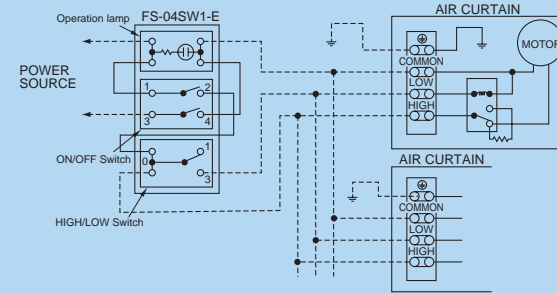 Operation lamp
FS-04SW1-E
POWER
SOURCE
1
2
3
4
ON/OFF Switch
0
1
3
HIGH/LOW Switch
AIR CURTAIN
COMMON
LOW
HIGH
MOTOR
AIR CURTAIN
COMMON
LOW
HIGH